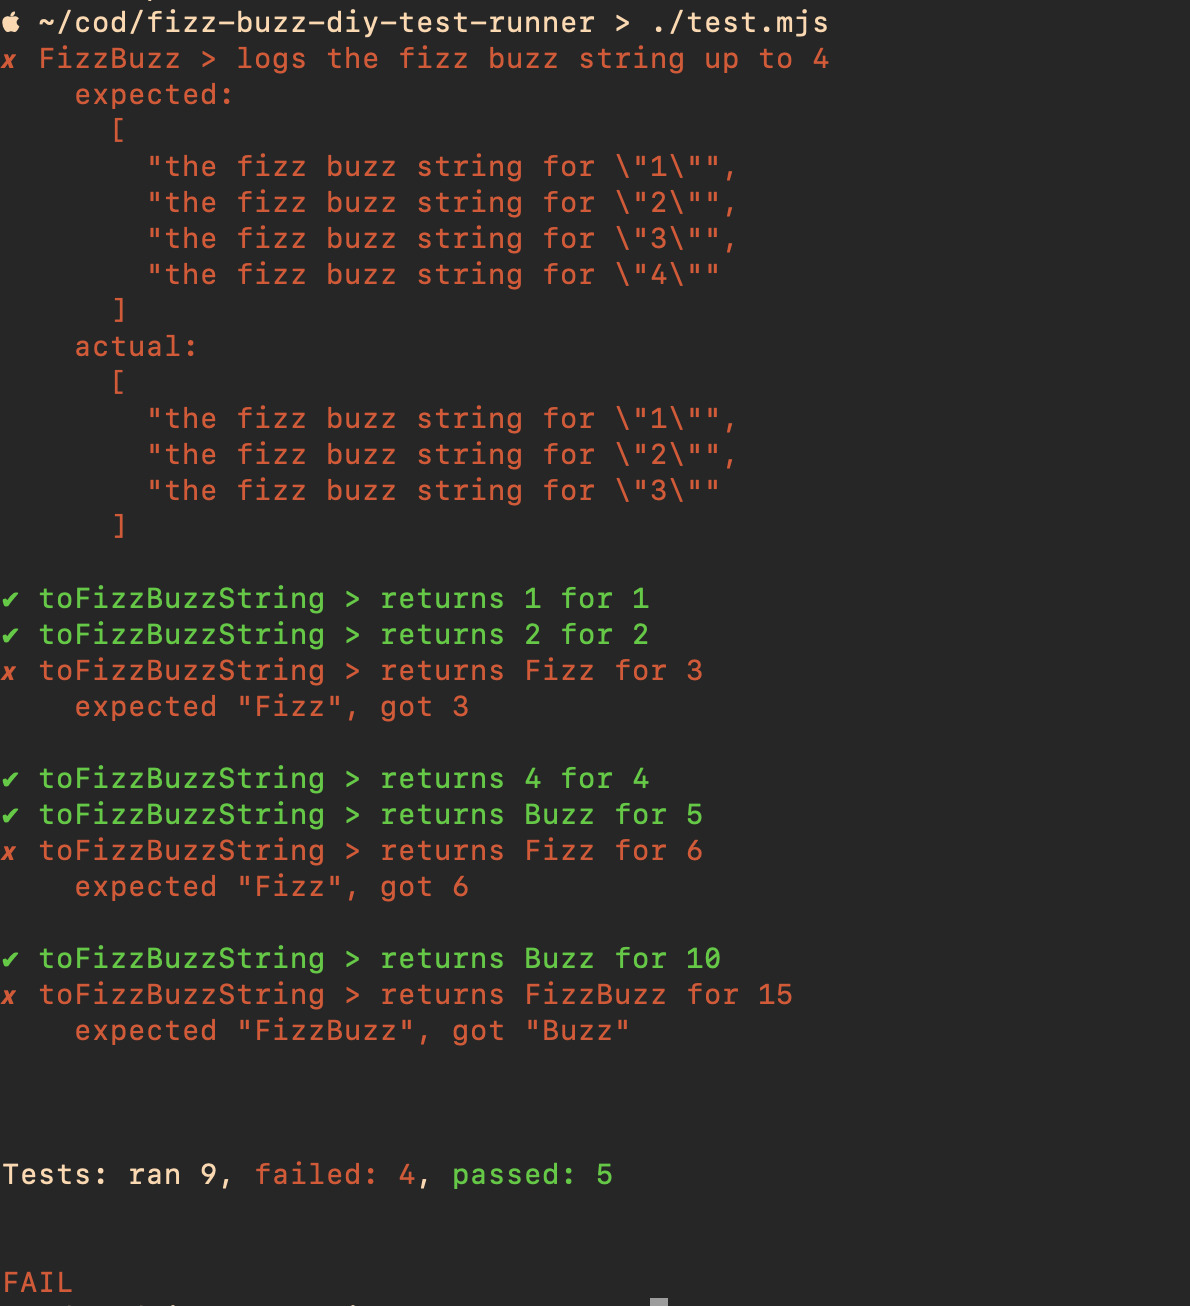 ~/cod/fizz-buzz-diy-test-runner > ./test.mjs
x FizzBuzz > logs the fizz buzz string up to 4
    expected:
      [
        "the fizz buzz string for \"1\"",
        "the fizz buzz string for \"2\"",
        "the fizz buzz string for \"3\"",
        "the fizz buzz string for \"4\""
      ]
    actual:
      [
        "the fizz buzz string for \"1\"",
        "the fizz buzz string for \"2\"",
        "the fizz buzz string for \"3\""
      ]
✔ toFizzBuzzString > returns 1 for 1
✔ toFizzBuzzString > returns 2 for 2
x toFizzBuzzString > returns Fizz for 3
    expected "Fizz", got 3
✔ toFizzBuzzString > returns 4 for 4
✔ toFizzBuzzString > returns Buzz for 5
x toFizzBuzzString > returns Fizz for 6
    expected "Fizz", got 6
✔ toFizzBuzzString > returns Buzz for 10
x toFizzBuzzString > returns FizzBuzz for 15
    expected "FizzBuzz", got "Buzz"
Tests: ran 9, failed: 4, passed: 5
FAIL